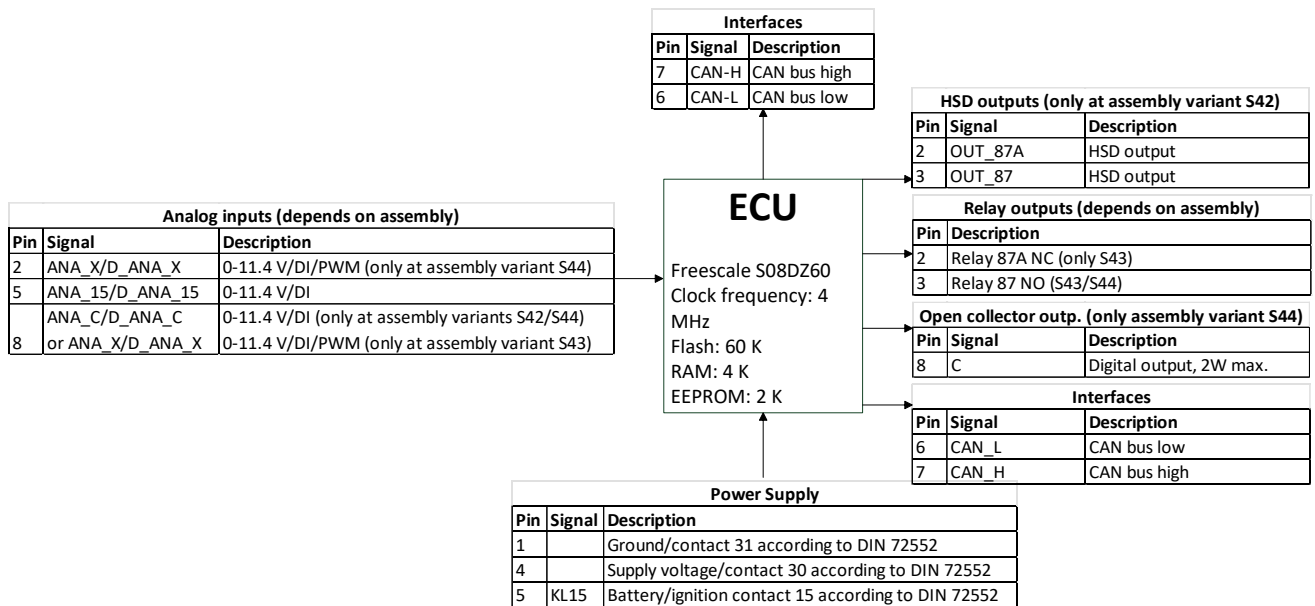 Interfaces
Pin Signal Description
7 CAN-H CAN bus high
6 CAN-L CAN bus low
HSD outputs (only at assembly variant S42)
Pin Signal Description
2 OUT_87A HSD output
3 OUT_87 HSD output
Analog inputs (depends on assembly)
Pin Signal Description
2 ANA_X/D_ANA_X 0-11.4 V/DI/PWM (only at assembly variant S44)
5 ANA_15/D_ANA_15 0-11.4 V/DI
ANA_C/D_ANA_C 0-11.4 V/DI (only at assembly variants S42/S44)
8 or ANA_X/D_ANA_X 0-11.4 V/DI/PWM (only at assembly variant S43)
ECU
Freescale S08DZ60
Clock frequency: 4
MHz
Flash: 60 K
RAM: 4 K
EEPROM: 2 K
Relay outputs (depends on assembly)
Pin Description
2 Relay 87A NC (only S43)
3 Relay 87 NO (S43/S44)
Open collector outp. (only assembly variant S44)
Pin Signal Description
8 C Digital output, 2W max.
Interfaces
Pin Signal Description
6 CAN_L CAN bus low
7 CAN_H CAN bus high
Power Supply
Pin Signal Description
1 Ground/contact 31 according to DIN 72552
4 Supply voltage/contact 30 according to DIN 72552
5 KL15 Battery/ignition contact 15 according to DIN 72552